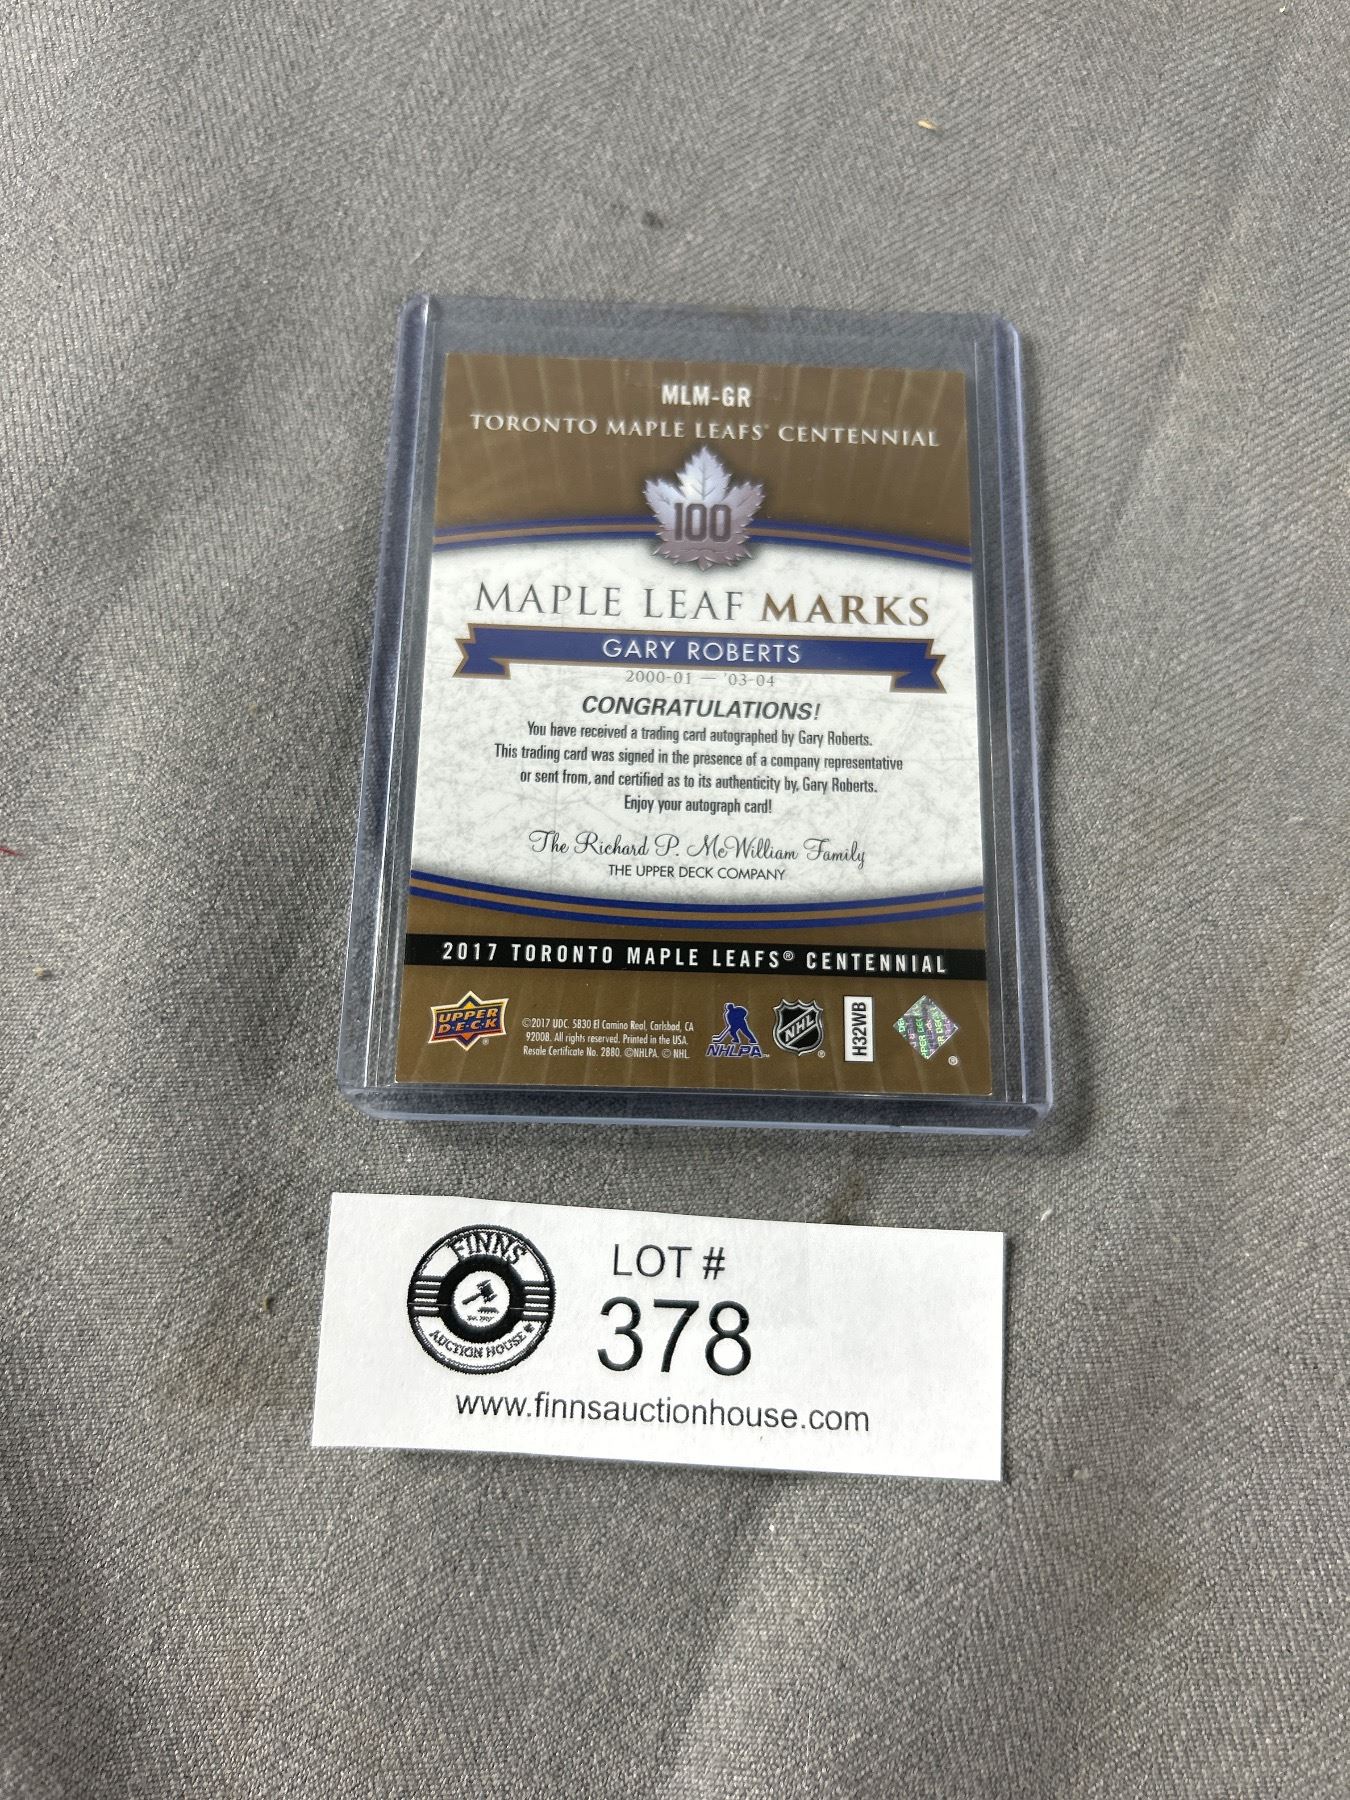 MLM-GR
TORONTO MAPLE LEAFS® CENTENNIAL
100
MAPLE LEAF MARKS
GARY ROBERTS
2000-01 — '03-04
CONGRATULATIONS!
You have received a trading card autographed by Gary Roberts.
This trading card was signed in the presence of a company representative
or sent from, and certified as to its authenticity by, Gary Roberts.
Enjoy your autograph card!
The Richard P. McWilliam Family
THE UPPER DECK COMPANY
2017 TORONTO MAPLE LEAFS® CENTENNIAL
UPPER
D·E·C·K
©2017 UDC. 5830 El Camino Real, Carlsbad, CA
92008. All rights reserved. Printed in the USA.
Resale Certificate No. 2880. ©NHLPA. © NHL.
NHLPA™
NHL®
H32WB
UPPER DECK
FINNS
AUCTION HOUSE
LOT #
378
www.finnsauctionhouse.com